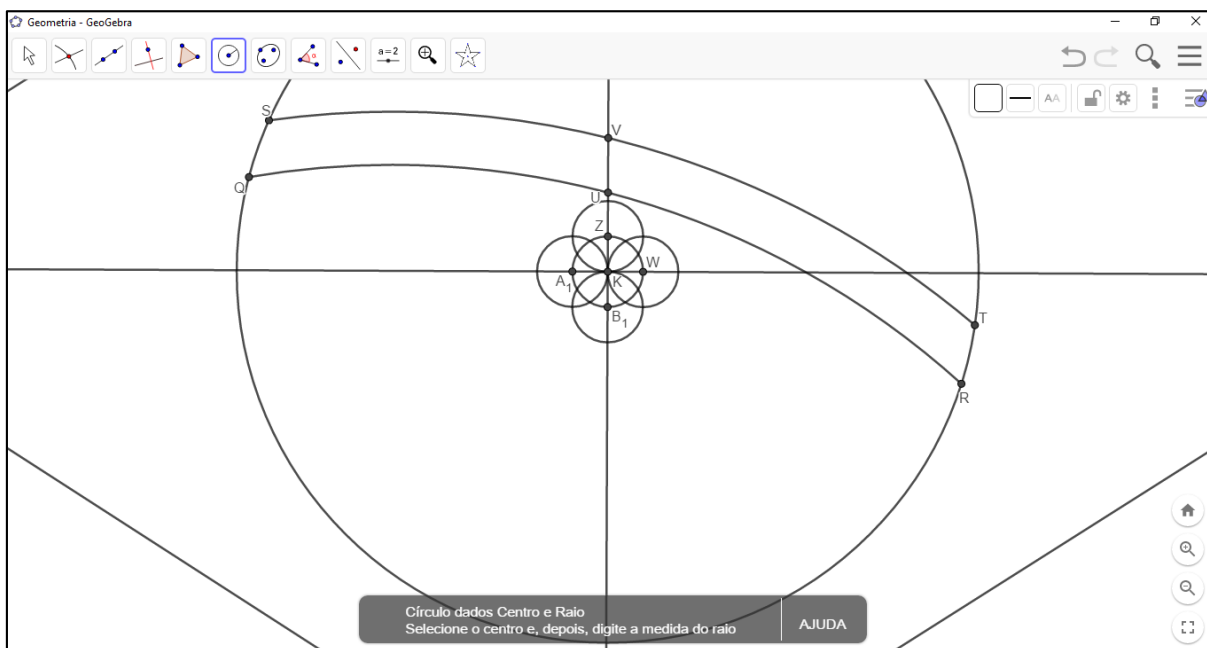 Geometria - GeoGebra
a=2
AA
S
V
Q
U
Z
W
A1
K
B1
T
R
Círculo dados Centro e Raio
Selecione o centro e, depois, digite a medida do raio
AJUDA